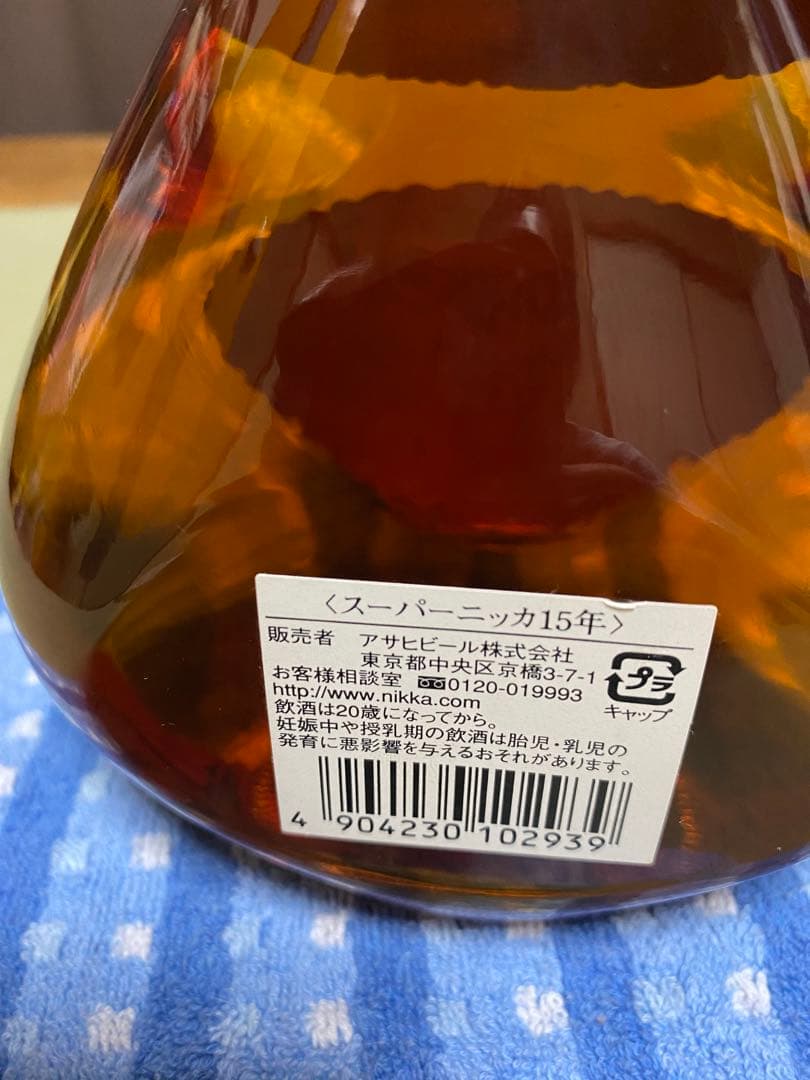 〈スーパーニッカ15年〉
販売者 アサヒビール株式会社
東京都中央区京橋3-7-1
お客様相談室 0120-019993
http://www.nikka.com
飲酒は20歳になってから。
妊娠中や授乳期の飲酒は胎児・乳児の
発育に悪影響を与えるおそれがあります。
プラ
キャップ
4 904230 102939